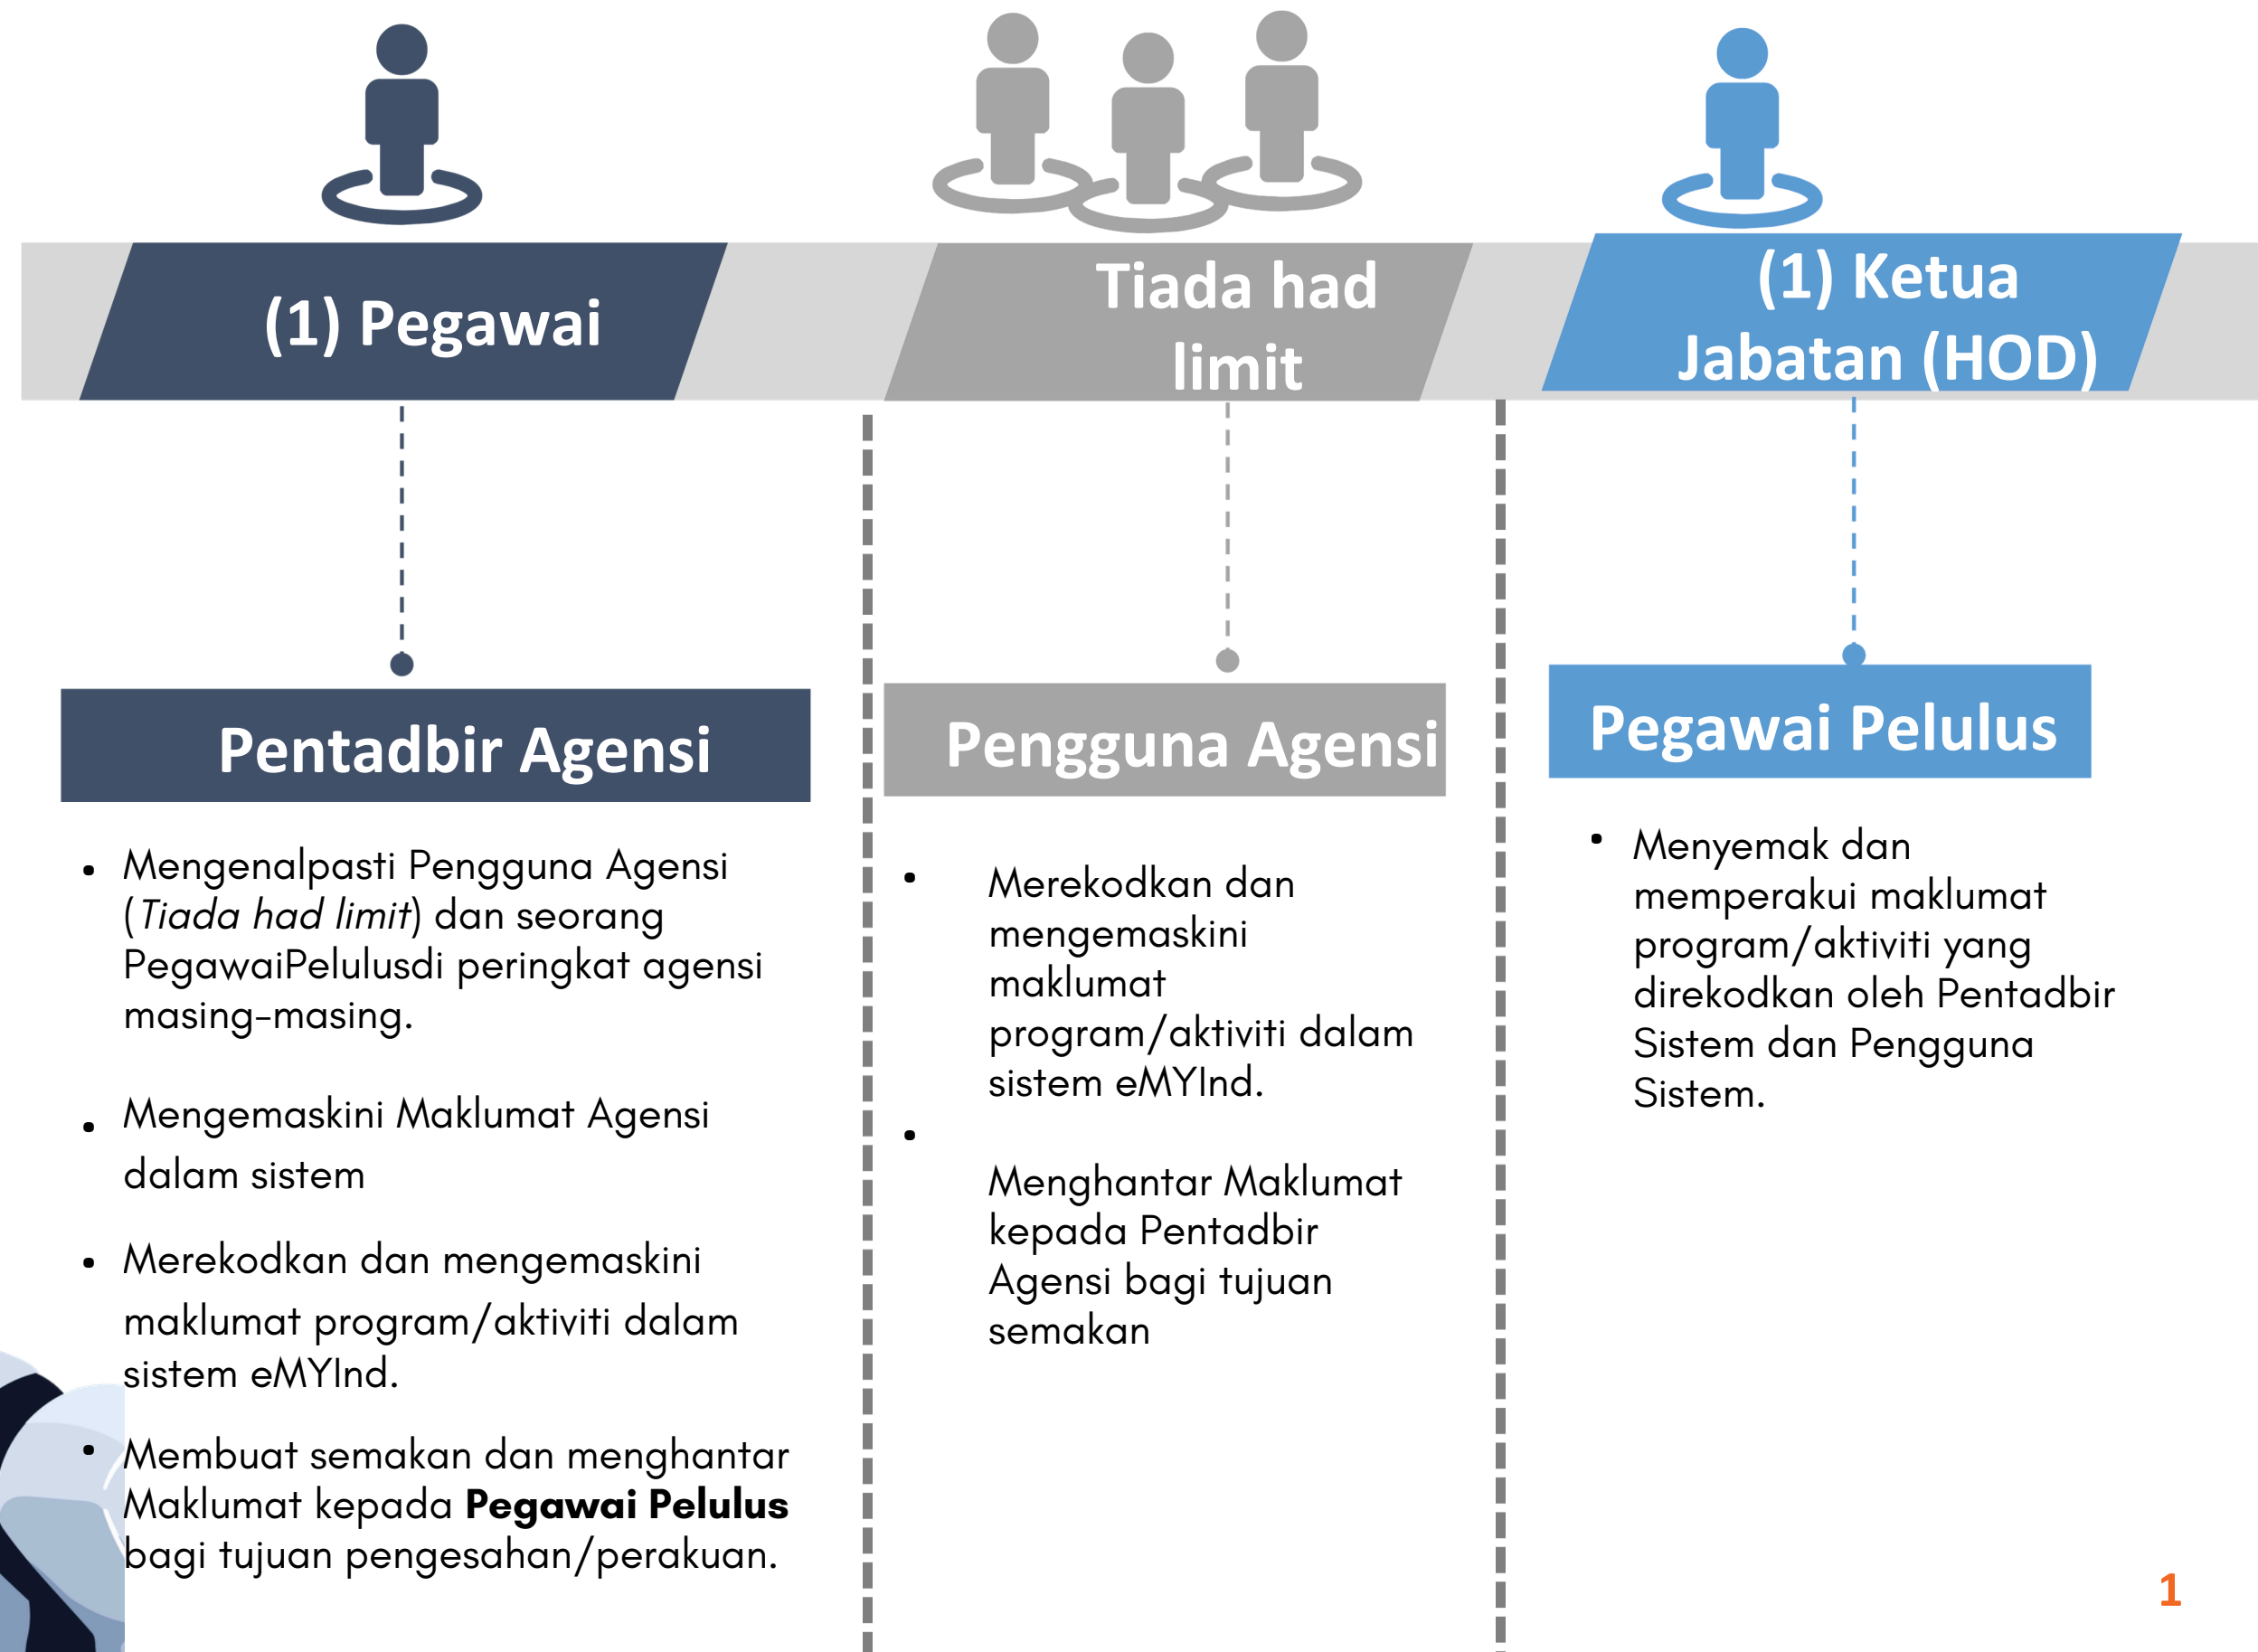 (1) Pegawai
Tiada had
limit
(1) Ketua
Jabatan (HOD)
Pentadbir Agensi
• Mengenalpasti Pengguna Agensi
(Tiada had limit) dan seorang
PegawaiPelulusdi peringkat agensi
masing-masing.
• Mengemaskini Maklumat Agensi
dalam sistem
• Merekodkan dan mengemaskini
maklumat program/aktiviti dalam
sistem eMYInd.
• Membuat semakan dan menghantar
Maklumat kepada Pegawai Pelulus
bagi tujuan pengesahan/perakuan.
Pengguna Agensi
• Merekodkan dan
mengemaskini
maklumat
program/aktiviti dalam
sistem eMYInd.
• Menghantar Maklumat
kepada Pentadbir
Agensi bagi tujuan
semakan
Pegawai Pelulus
• Menyemak dan
memperakui maklumat
program/aktiviti yang
direkodkan oleh Pentadbir
Sistem dan Pengguna
Sistem.
1